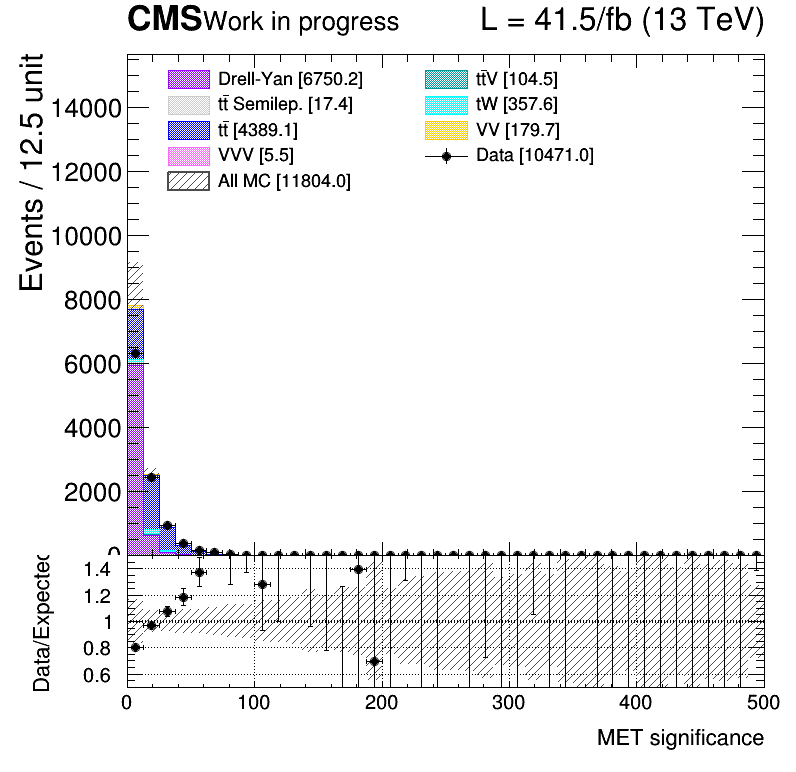 CMS Work in progress L = 41.5/fb (13 TeV)
Drell-Yan [6750.2]
tt̄ Semilep. [17.4]
tt̄ [4389.1]
VVV [5.5]
All MC [11804.0]
tt̄V [104.5]
tW [357.6]
VV [179.7]
Data [10471.0]
Events / 12.5 unit
14000
12000
10000
8000
6000
4000
2000
0
Data/Expected
1.4
1.2
1
0.8
0.6
0 100 200 300 400 500
MET significance